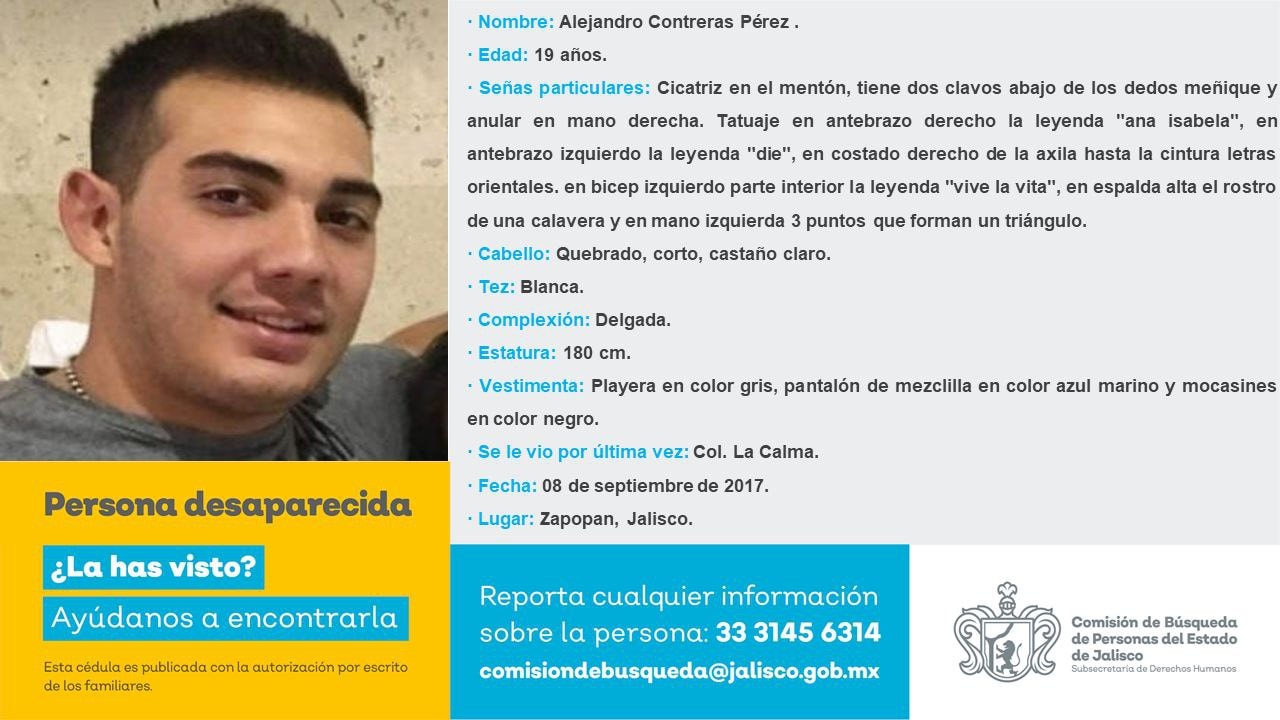 · Nombre: Alejandro Contreras Pérez .
· Edad: 19 años.
· Señas particulares: Cicatriz en el mentón, tiene dos clavos abajo de los dedos meñique y
anular en mano derecha. Tatuaje en antebrazo derecho la leyenda "ana isabela", en
antebrazo izquierdo la leyenda "die", en costado derecho de la axila hasta la cintura letras
orientales. en bicep izquierdo parte interior la leyenda "vive la vita", en espalda alta el rostro
de una calavera y en mano izquierda 3 puntos que forman un triángulo.
· Cabello: Quebrado, corto, castaño claro.
· Tez: Blanca.
· Complexión: Delgada.
· Estatura: 180 cm.
· Vestimenta: Playera en color gris, pantalón de mezclilla en color azul marino y mocasines
en color negro.
· Se le vio por última vez: Col. La Calma.
· Fecha: 08 de septiembre de 2017.
· Lugar: Zapopan, Jalisco.
Persona desaparecida
¿La has visto?
Ayúdanos a encontrarla
Esta cédula es publicada con la autorización por escrito
de los familiares.
Reporta cualquier información
sobre la persona: 33 3145 6314
comisiondebusqueda@jalisco.gob.mx
Comisión de Búsqueda
de Personas del Estado
de Jalisco
Subsecretaría de Derechos Humanos